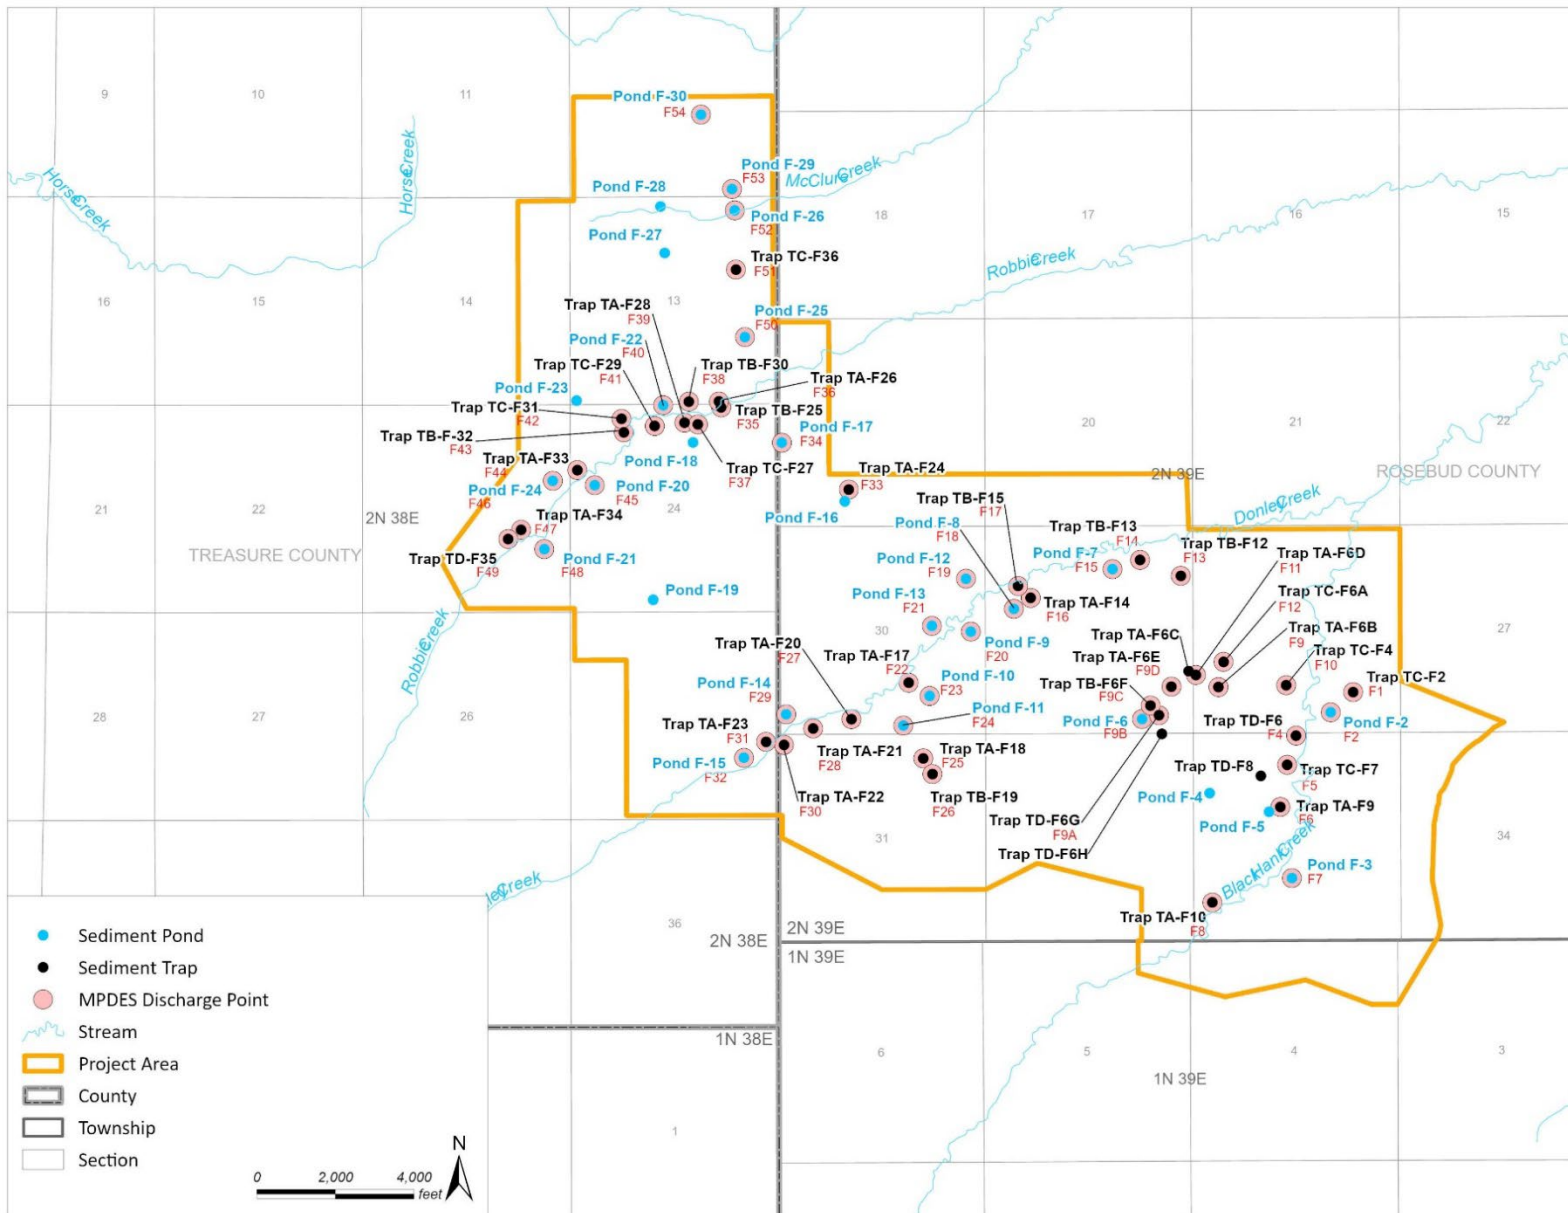 9
10
11
Pond F-30
F54
Pond F-29
F53
McClure Creek
Pond F-28
Pond F-26
F52
18
17
16
15
Horse Creek
Horse Creek
Pond F-27
Trap TC-F36
F51
Robbie Creek
16
15
14
13
Trap TA-F28
F39
Pond F-25
F50
Pond F-22
F40
Trap TC-F29
F41
Trap TB-F30
F38
Trap TA-F26
F36
Pond F-23
Trap TC-F31
F42
Trap TB-F25
F35
Trap TB-F-32
F43
Pond F-17
F34
20
21
22
Trap TA-F33
F44
Pond F-18
Trap TC-F27
F37
Trap TA-F24
F33
2N 39E
ROSEBUD COUNTY
Pond F-24
F46
Pond F-20
F45
Trap TB-F15
F17
21
22
2N 38E
Trap TA-F34
F47
24
Pond F-16
Pond F-8
F18
Trap TB-F13
F14
Donley Creek
TREASURE COUNTY
Trap TD-F35
F49
Pond F-21
F48
Pond F-12
F19
Pond F-7
F15
Trap TB-F12
F13
Trap TA-F6D
F11
Pond F-19
Pond F-13
F21
Trap TA-F14
F16
Trap TC-F6A
F12
30
Pond F-9
F20
Trap TA-F6C
Trap TA-F6B
F9
27
Robbie Creek
Trap TA-F20
F27
Trap TA-F17
F22
Trap TA-F6E
F9D
Trap TC-F4
F10
Trap TC-F2
F1
Pond F-14
F29
Pond F-10
F23
Trap TB-F6F
F9C
28
27
26
Pond F-11
F24
Pond F-6
F9B
Trap TD-F6
F4
Pond F-2
F2
Trap TA-F23
F31
Trap TA-F21
F28
Trap TA-F18
F25
Pond F-15
F32
Trap TD-F8
Trap TC-F7
F5
Trap TA-F22
F30
Trap TB-F19
F26
Pond F-4
Trap TA-F9
F6
Trap TD-F6G
F9A
Pond F-5
31
34
Trap TD-F6H
Black Hank Creek
Pond F-3
F7
ley Creek
Trap TA-F10
F8
36
2N 38E
2N 39E
1N 39E
1N 38E
6
5
4
3
1N 39E
1
Sediment Pond
Sediment Trap
MPDES Discharge Point
Stream
Project Area
County
Township
Section
0 2,000 4,000
feet
N